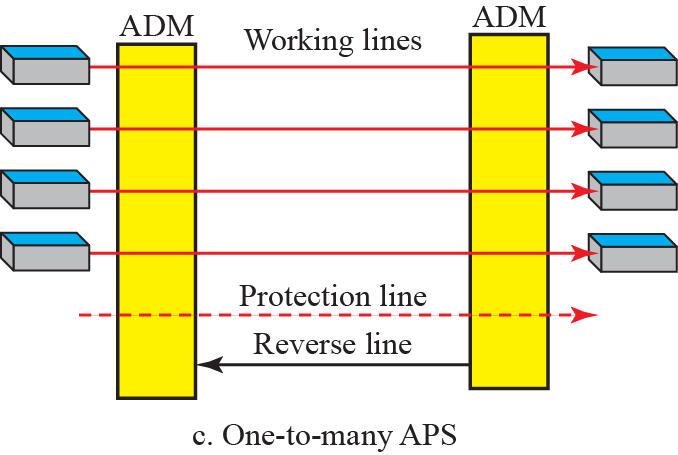 ADM
ADM
Working lines
Protection line
Reverse line
c. One-to-many APS